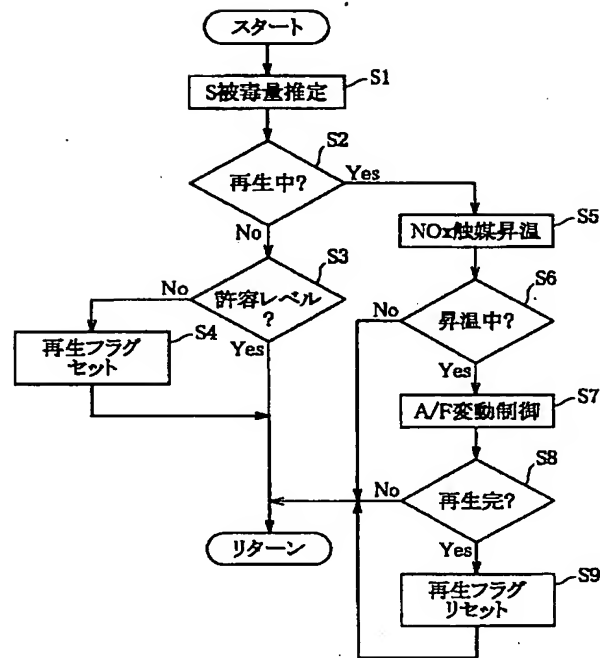 スタート
S被毒量推定
S1
再生中?
S2
Yes
No
許容レベル
?
S3
No
Yes
再生フラグ
セット
S4
NOx触媒昇温
S5
昇温中?
S6
No
Yes
A/F変動制御
S7
再生完?
S8
No
Yes
再生フラグ
リセット
S9
リターン